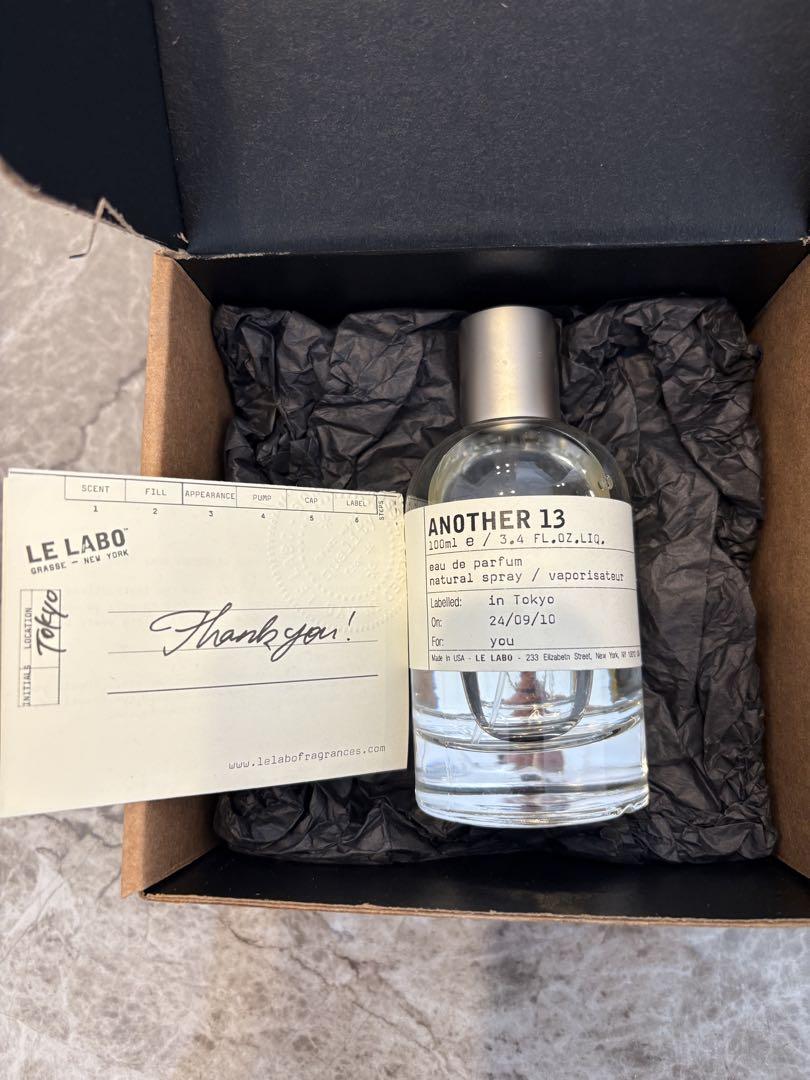 SCENT FILL APPEARANCE PUMP CAP LABEL STEPS
1 2 3 4 5 6
LE LABO
GRASSE – NEW YORK
INITIALS LOCATION
Tokyo
Thank you!
www.lelabofragrances.com
ANOTHER 13
100ml e / 3.4 FL.OZ.LIQ.
eau de parfum
natural spray / vaporisateur
Labelled: in Tokyo
On: 24/09/10
For: you
Made in USA - LE LABO - 233 Elizabeth Street, New York, NY